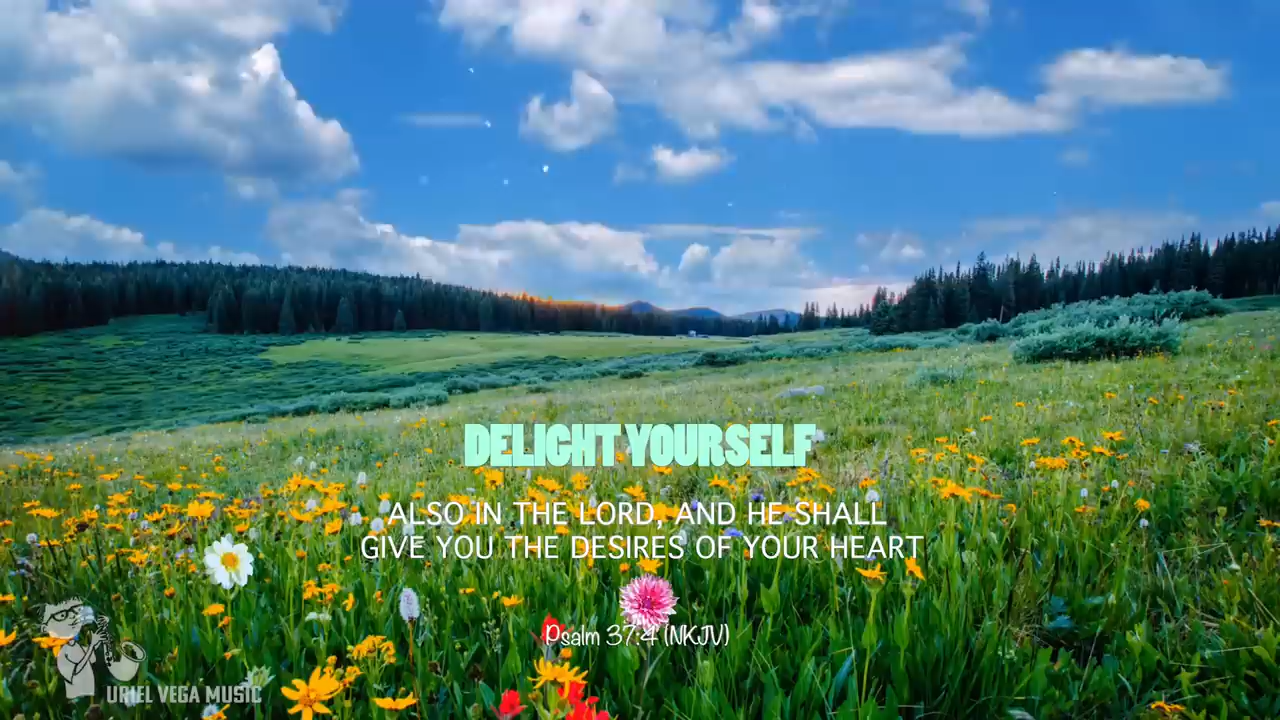 DELIGHT YOURSELF
ALSO IN THE LORD, AND HE SHALL
GIVE YOU THE DESIRES OF YOUR HEART
Psalm 37:4 (NKJV)
URIEL VEGA MUSIC